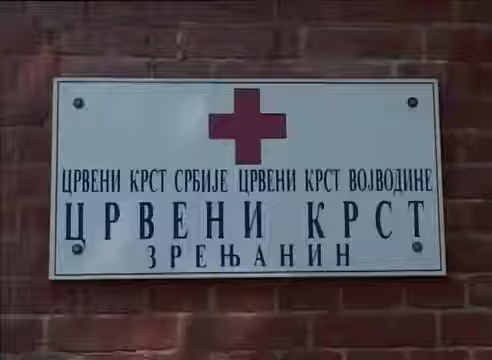 ЦРВЕНИ КРСТ СРБИЈЕ ЦРВЕНИ КРСТ ВОЈВОДИНЕ
ЦРВЕНИ КРСТ
ЗРЕЊАНИН